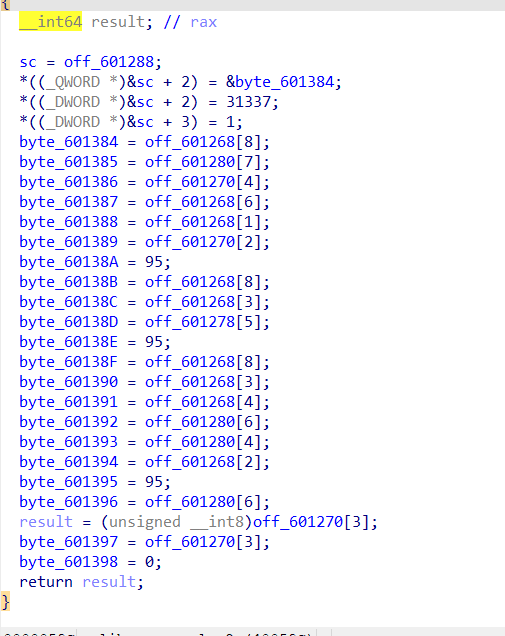 {
__int64 result; // rax
sc = off_601288;
*((_QWORD *)&sc + 2) = &byte_601384;
*((_DWORD *)&sc + 2) = 31337;
*((_DWORD *)&sc + 3) = 1;
byte_601384 = off_601268[8];
byte_601385 = off_601280[7];
byte_601386 = off_601270[4];
byte_601387 = off_601268[6];
byte_601388 = off_601268[1];
byte_601389 = off_601270[2];
byte_60138A = 95;
byte_60138B = off_601268[8];
byte_60138C = off_601268[3];
byte_60138D = off_601278[5];
byte_60138E = 95;
byte_60138F = off_601268[8];
byte_601390 = off_601268[3];
byte_601391 = off_601268[4];
byte_601392 = off_601280[6];
byte_601393 = off_601280[4];
byte_601394 = off_601268[2];
byte_601395 = 95;
byte_601396 = off_601280[6];
result = (unsigned __int8)off_601270[3];
byte_601397 = off_601270[3];
byte_601398 = 0;
return result;
}